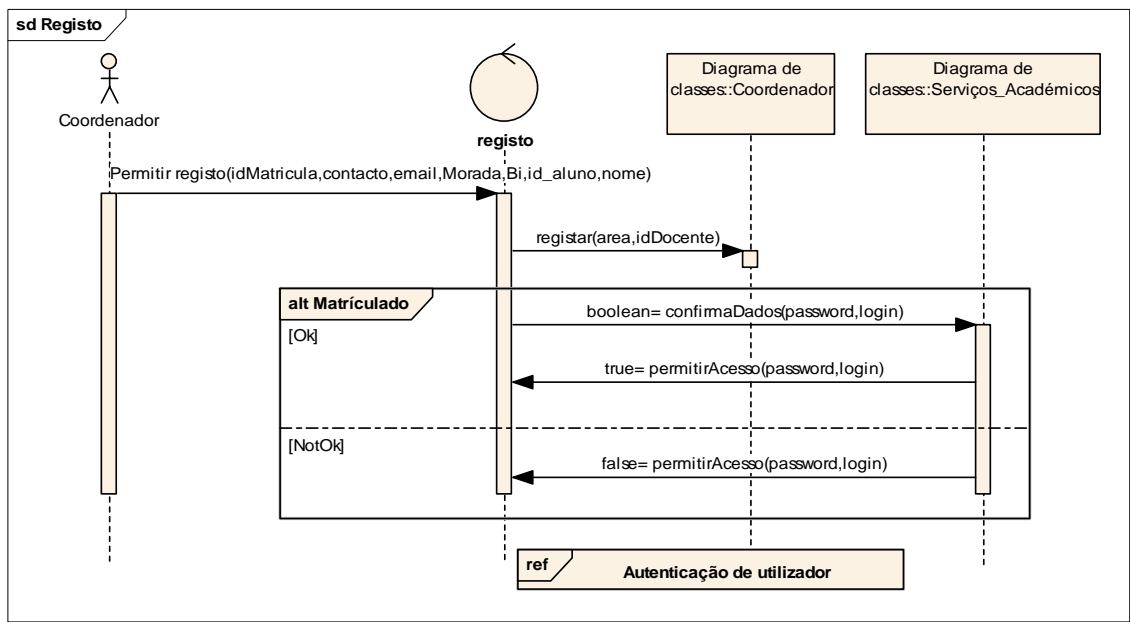 sd Registo
Coordenador
registo
Diagrama de
classes::Coordenador
Diagrama de
classes::Serviços_Académicos
Permitir registo(idMatricula,contacto,email,Morada,Bi,id_aluno,nome)
registar(area,idDocente)
alt Matrículado
boolean= confirmaDados(password,login)
[Ok]
true= permitirAcesso(password,login)
[NotOk]
false= permitirAcesso(password,login)
ref
Autenticação de utilizador